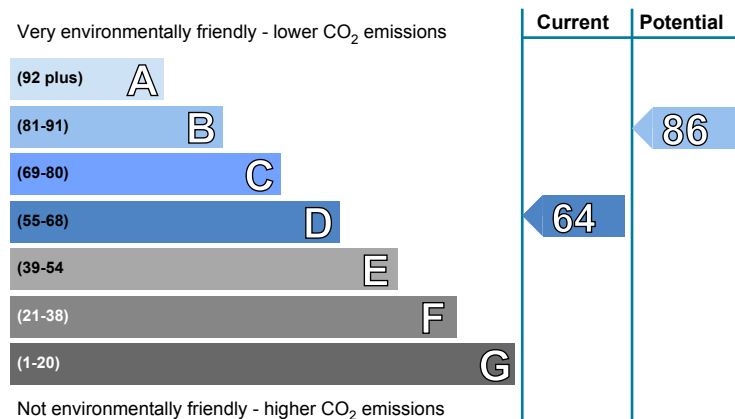 Current Potential
Very environmentally friendly - lower CO2 emissions
(92 plus) A
(81-91) B
86
(69-80) C
(55-68) D
64
(39-54 E
(21-38) F
(1-20) G
Not environmentally friendly - higher CO2 emissions